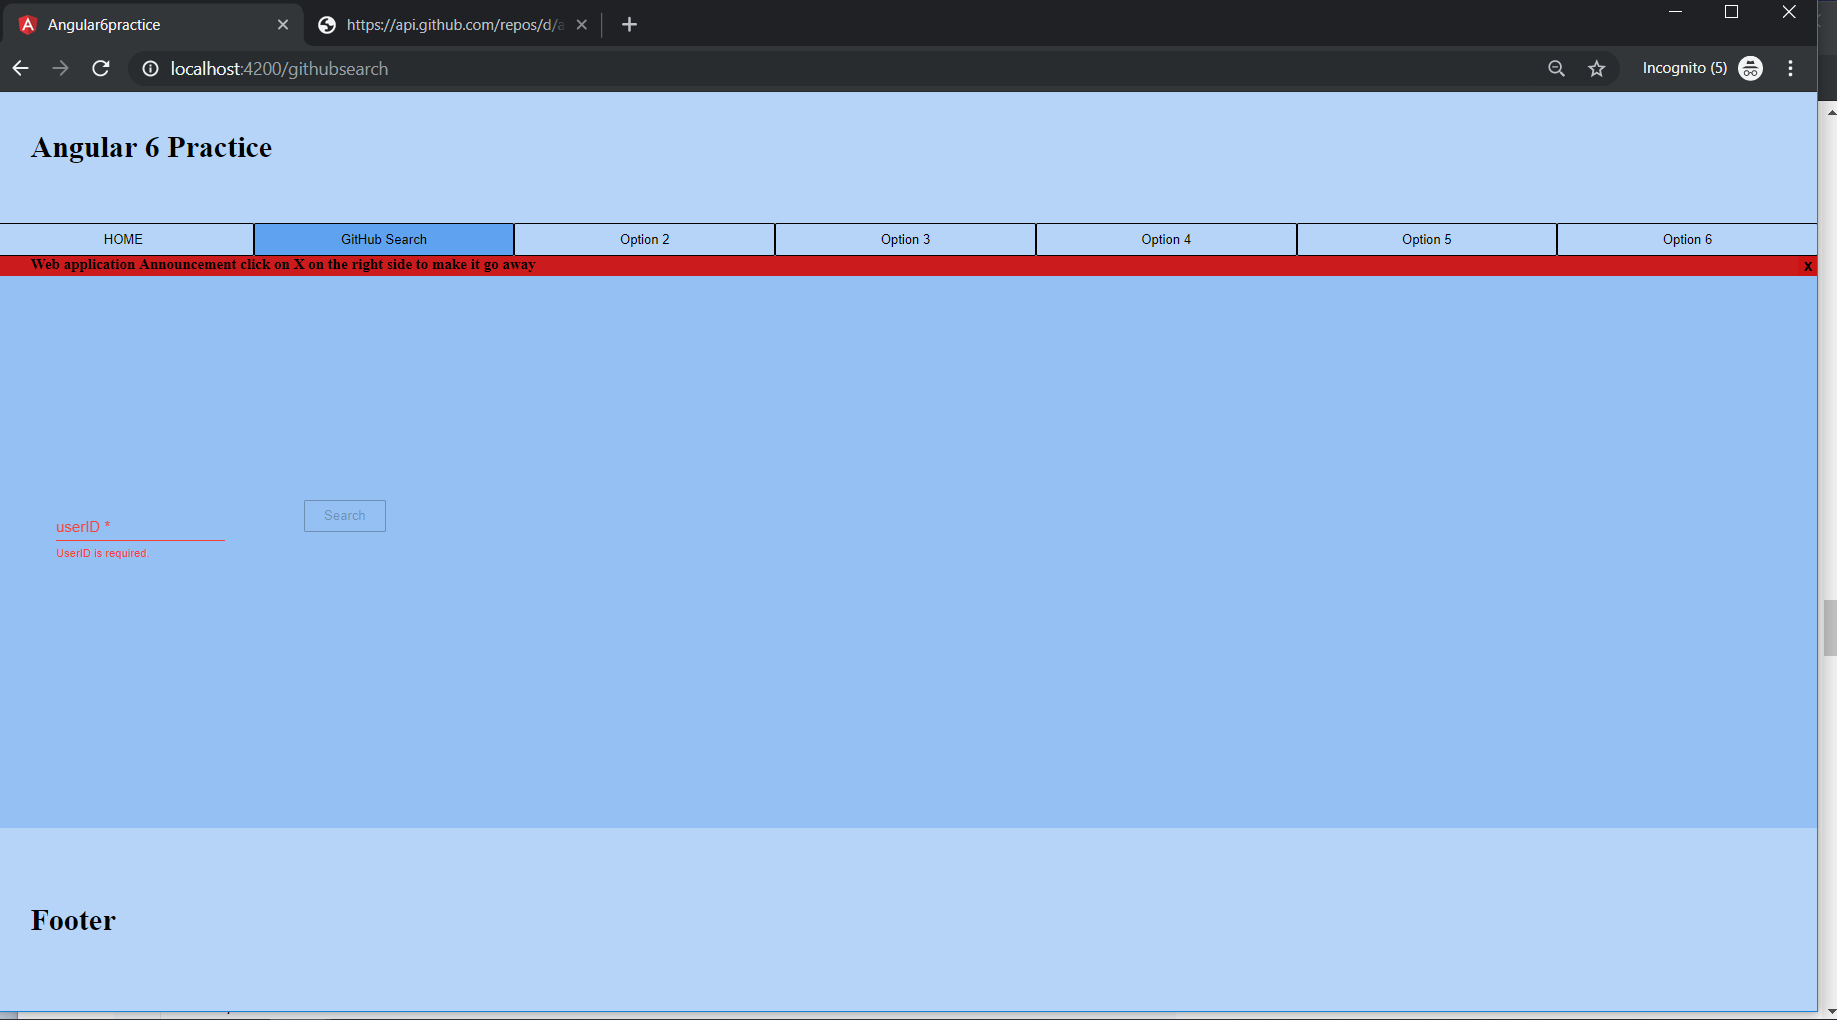 Angular6practice
https://api.github.com/repos/d/a
localhost:4200/githubsearch
Incognito (5)
Angular 6 Practice
HOME
GitHub Search
Option 2
Option 3
Option 4
Option 5
Option 6
Web application Announcement click on X on the right side to make it go away
X
Search
userID *
UserID is required.
Footer